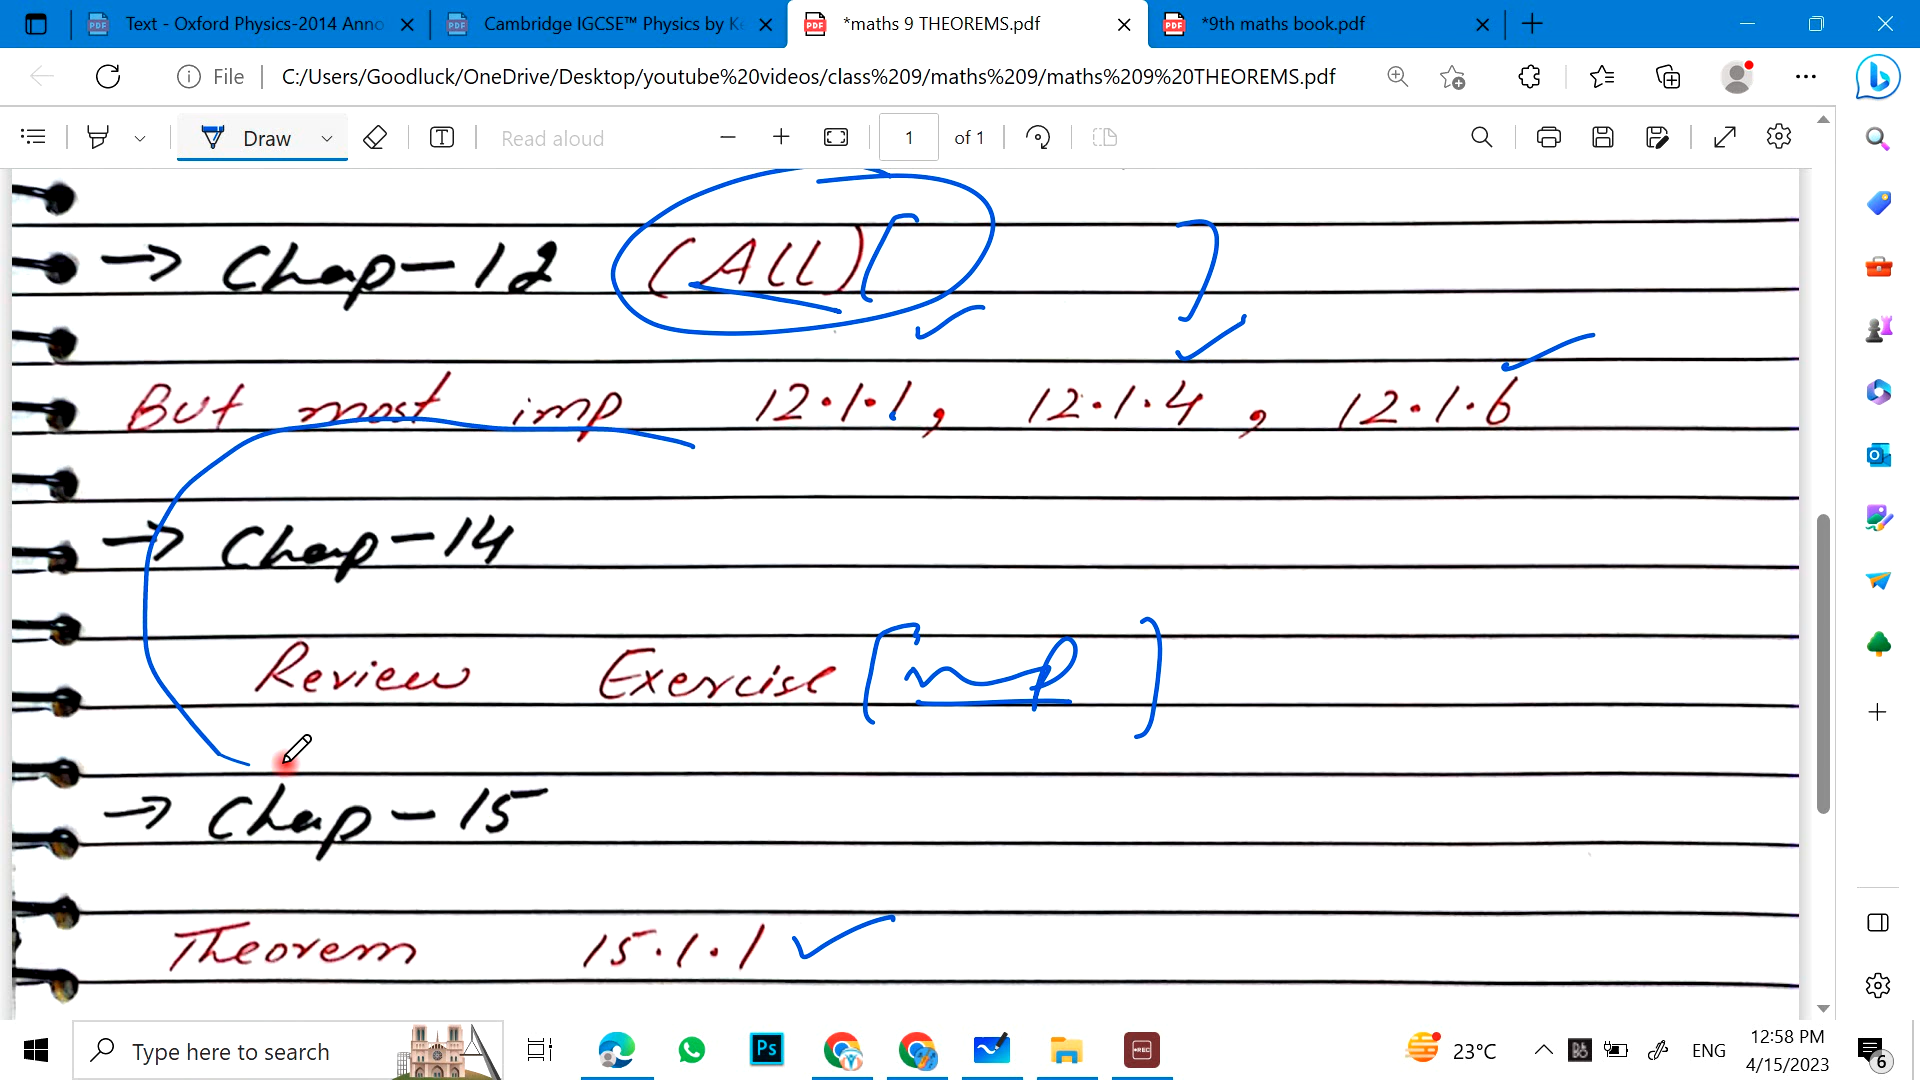 Text - Oxford Physics-2014 Anno
Cambridge IGCSE™ Physics by Ke
*maths 9 THEOREMS.pdf
*9th maths book.pdf
File
C:/Users/Goodluck/OneDrive/Desktop/youtube%20videos/class%209/maths%209/maths%209%20THEOREMS.pdf
Draw
Read aloud
1 of 1
→ Chap-12 (All)
But most imp 12.1.1, 12.1.4, 12.1.6
→ Chap-14
Review Exercise [imp]
→ Chap-15
Theorem 15.1.1
Type here to search
23°C
ENG
12:58 PM
4/15/2023
6